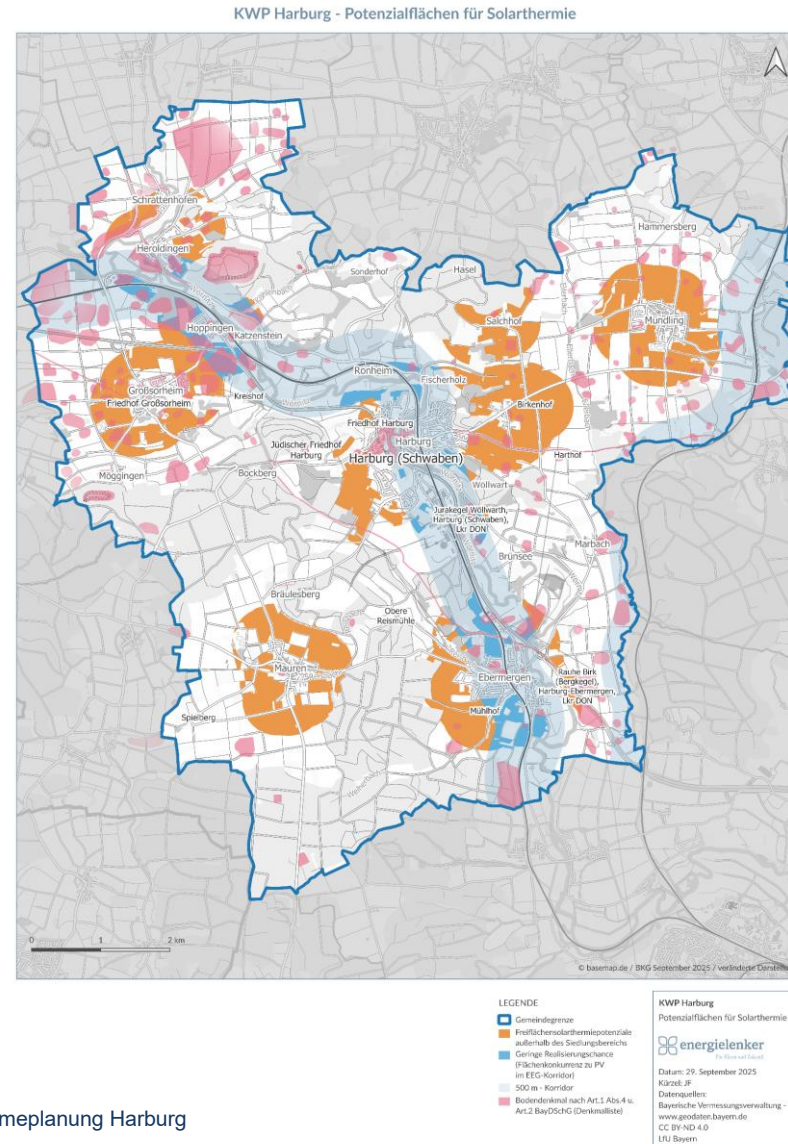 KWP Harburg - Potenzialflächen für Solarthermie
Hammersberg
Schrattenhofen
Heroldingen
Sonderhof
Hasel
Mündling
Salchhof
Hoppingen
Katzenstein
Ronheim
Fischerholz
Großsorheim
Friedhof Großsorheim
Kreishof
Birkenhof
Friedhof Harburg
Harburg
Jüdischer Friedhof
Harburg
Harburg (Schwaben)
Harthof
Möggingen
Bockberg
Wöllwart
Jurakegel Wöllwarth,
Harburg (Schwaben),
Lkr DON
Marbach
Brünsee
Bräulesberg
Obere
Reismühle
Mauren
Ebermergen
Rauhe Birk
(Bergkegel),
Harburg-Ebermergen,
Lkr DON
Mühlhof
Spielberg
0 1 2 km
© basemap.de / BKG September 2025 / veränderte
LEGENDE
Gemeindegrenze
Freiflächensolarthermiepotenziale
außerhalb des Siedlungsbereichs
Geringe Realisierungschance
(Flächenkonkurrenz zu PV
im EEG-Korridor)
500 m - Korridor
Bodendenkmal nach Art.1 Abs.4 u.
Art.2 BayDSchG (Denkmalliste)
KWP Harburg
Potenzialflächen für Solarthermie
energielenker
Datum: 29. September 2025
Kürzel: JF
Datenquellen:
Bayerische Vermessungsverwaltung -
www.geodaten.bayern.de
CC BY-ND 4.0
LfU Bayern
meplanung Harburg